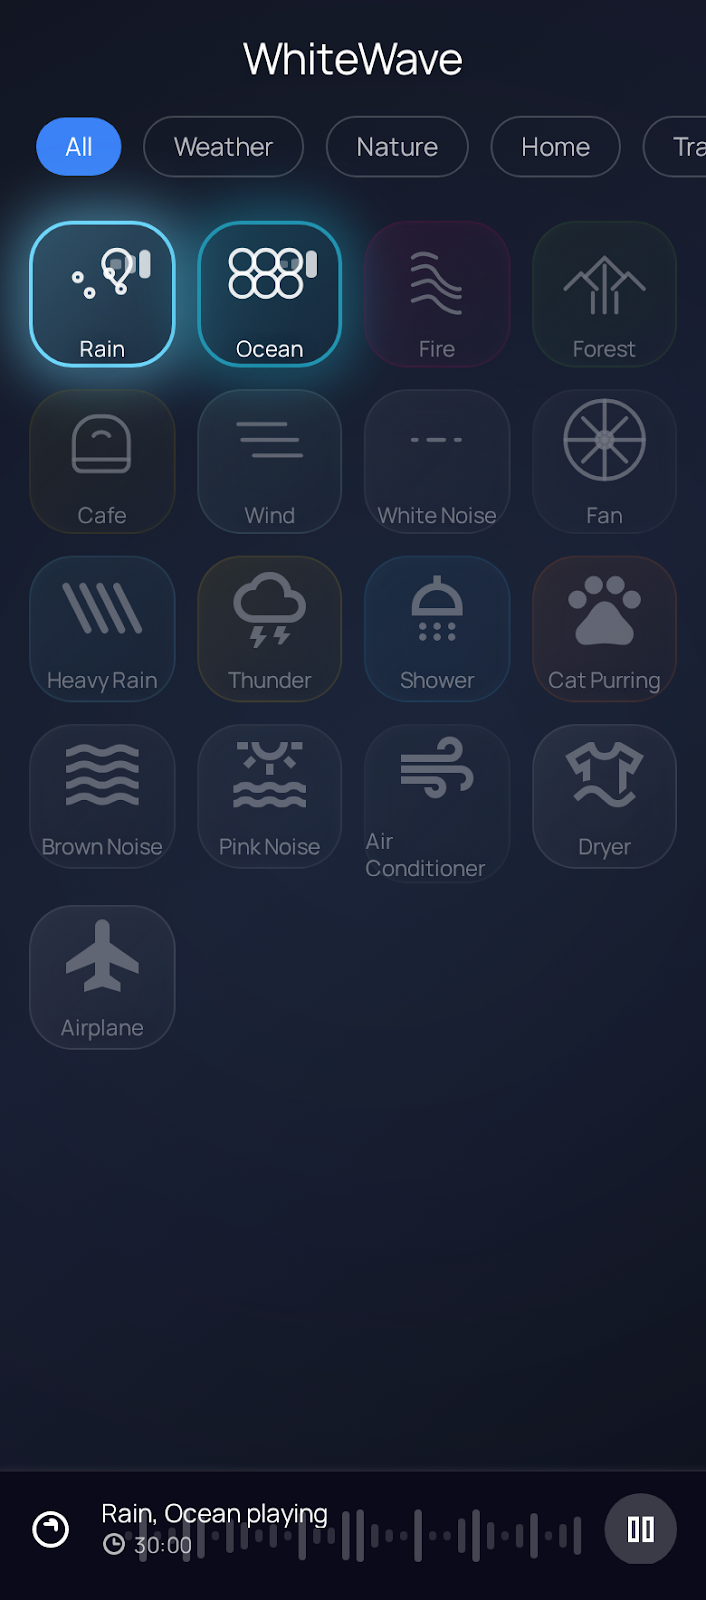 WhiteWave
All
Weather
Nature
Home
Tra
Rain
Ocean
Fire
Forest
Cafe
Wind
White Noise
Fan
Heavy Rain
Thunder
Shower
Cat Purring
Brown Noise
Pink Noise
Air
Conditioner
Dryer
Airplane
Rain, Ocean playing
30:00